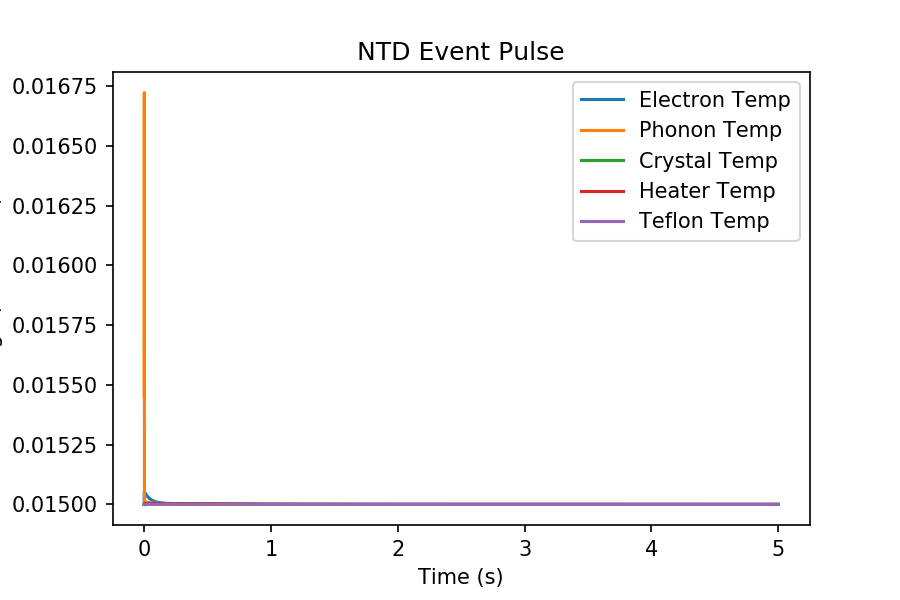 NTD Event Pulse
0.01675
0.01650
0.01625
0.01600
0.01575
0.01550
0.01525
0.01500
Electron Temp
Phonon Temp
Crystal Temp
Heater Temp
Teflon Temp
0 1 2 3 4 5
Time (s)